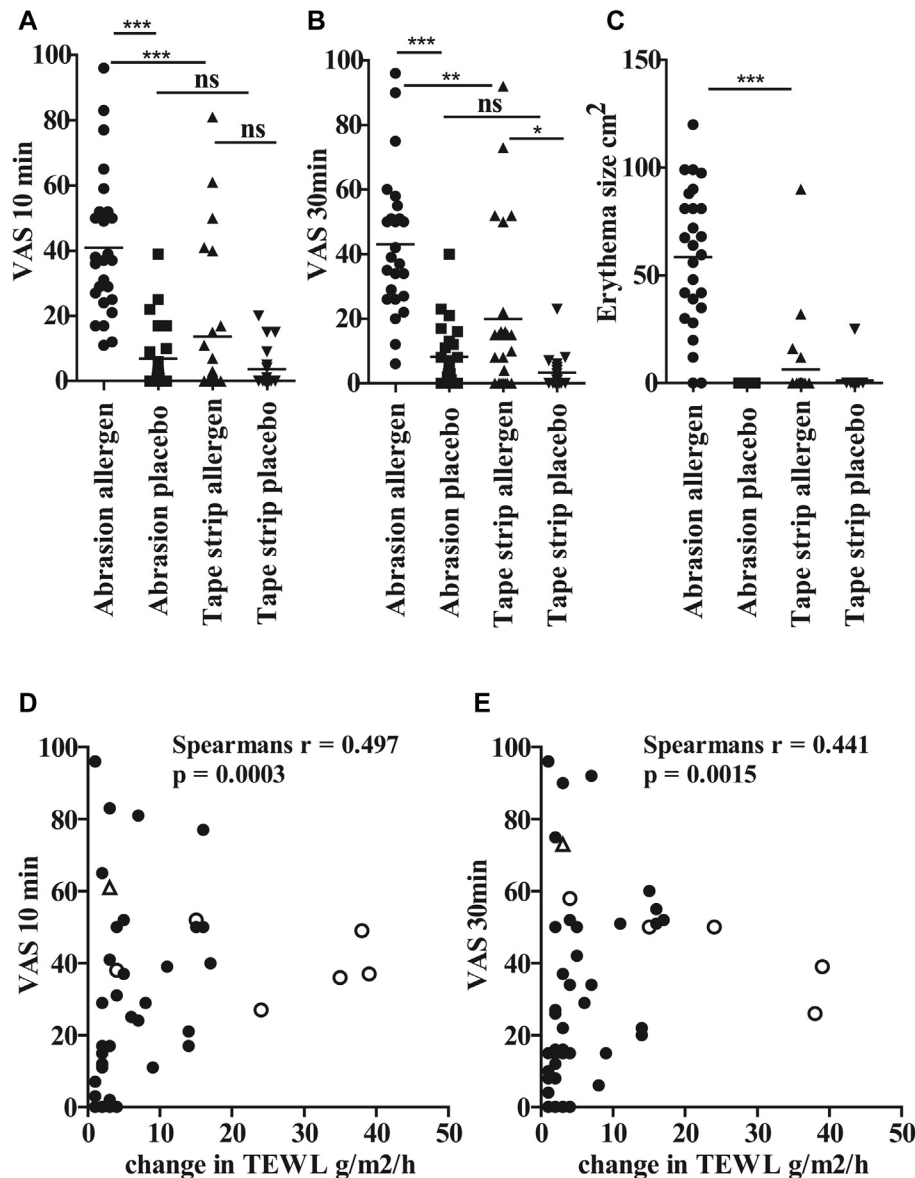 A
***
***
ns
ns
VAS 10 min
100
80
60
40
20
0
Abrasion allergen
Abrasion placebo
Tape strip allergen
Tape strip placebo
B
***
**
ns
*
VAS 30min
100
80
60
40
20
0
Abrasion allergen
Abrasion placebo
Tape strip allergen
Tape strip placebo
C
***
Erythema size cm2
150
100
50
0
Abrasion allergen
Abrasion placebo
Tape strip allergen
Tape strip placebo
D
Spearmans r = 0.497
p = 0.0003
VAS 10 min
100
80
60
40
20
0
0 10 20 30 40 50
change in TEWL g/m2/h
E
Spearmans r = 0.441
p = 0.0015
VAS 30min
100
80
60
40
20
0
0 10 20 30 40 50
change in TEWL g/m2/h